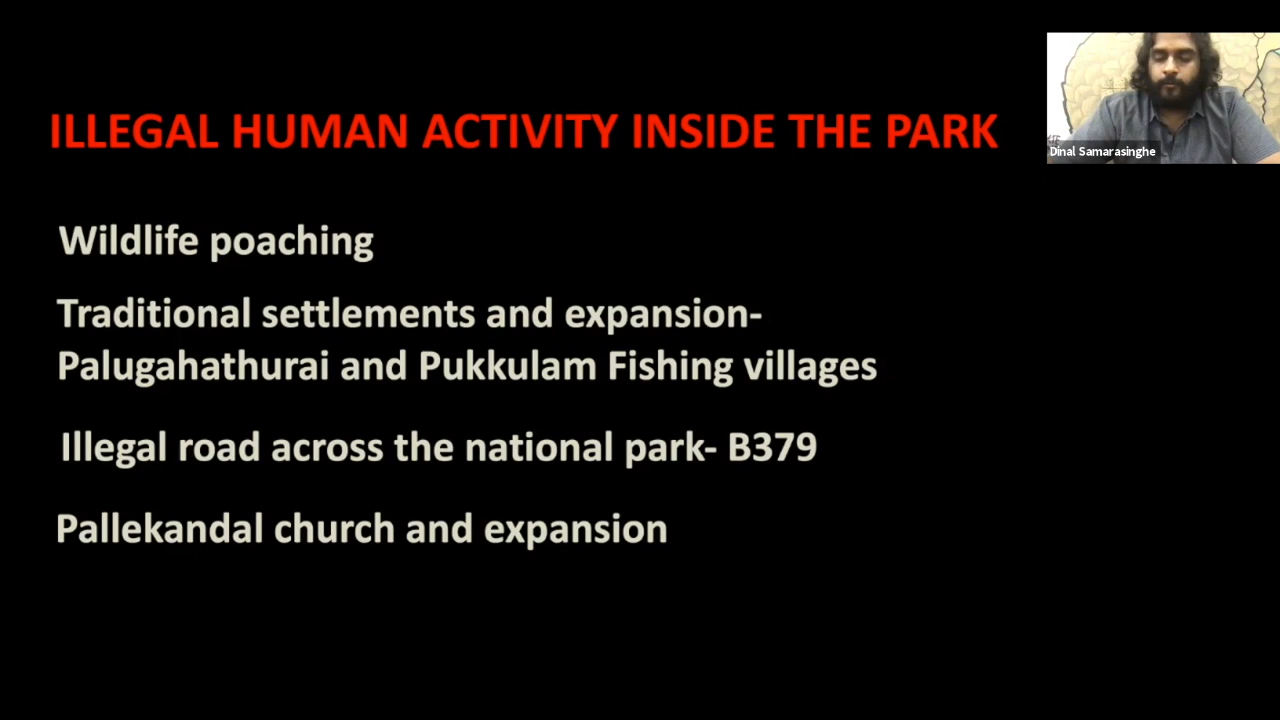 ILLEGAL HUMAN ACTIVITY INSIDE THE PARK
Dinal Samarasinghe
Wildlife poaching
Traditional settlements and expansion-
Palugahathurai and Pukkulam Fishing villages
Illegal road across the national park- B379
Pallekandal church and expansion